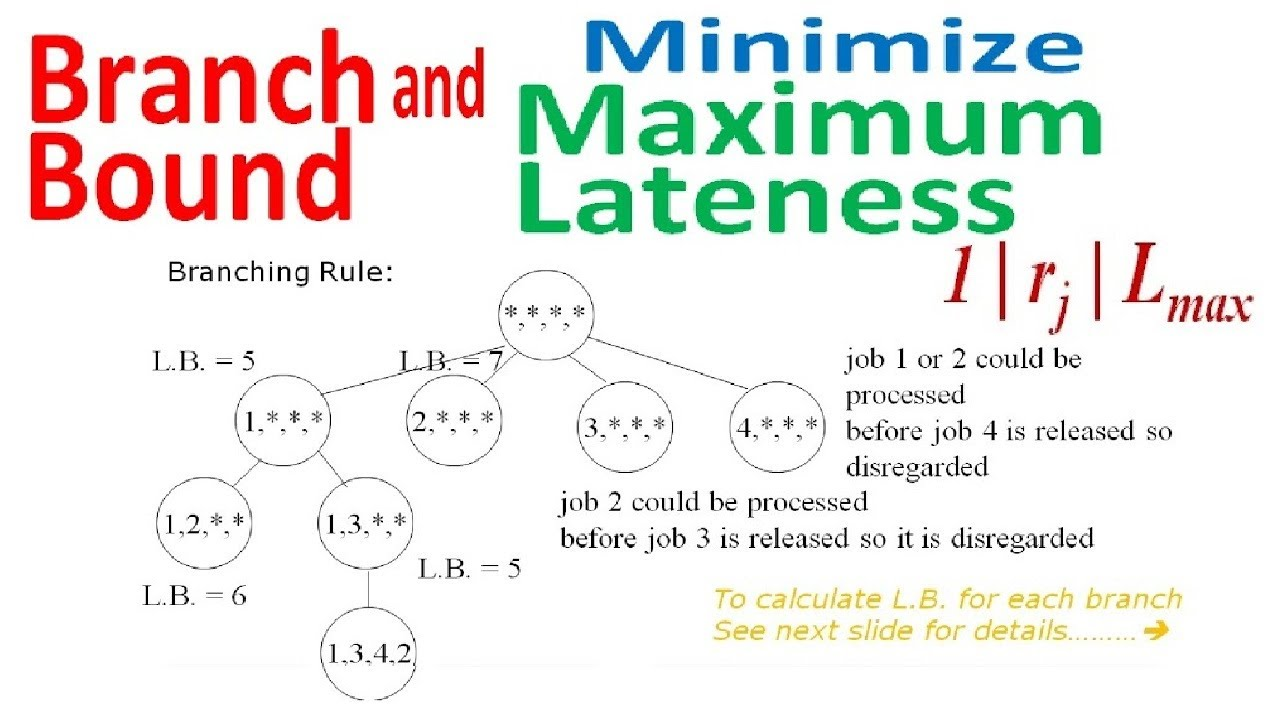 Branch and
Bound
Minimize
Maximum
Lateness
1 | rj | Lmax
Branching Rule:
*,*,*,*
L.B. = 5
L.B. = 7
1,*,*,*
2,*,*,*
3,*,*,*
4,*,*,*
job 1 or 2 could be
processed
before job 4 is released so
disregarded
1,2,*,*
1,3,*,*
job 2 could be processed
before job 3 is released so it is disregarded
L.B. = 6
L.B. = 5
1,3,4,2
To calculate L.B. for each branch
See next slide for details......... ➔